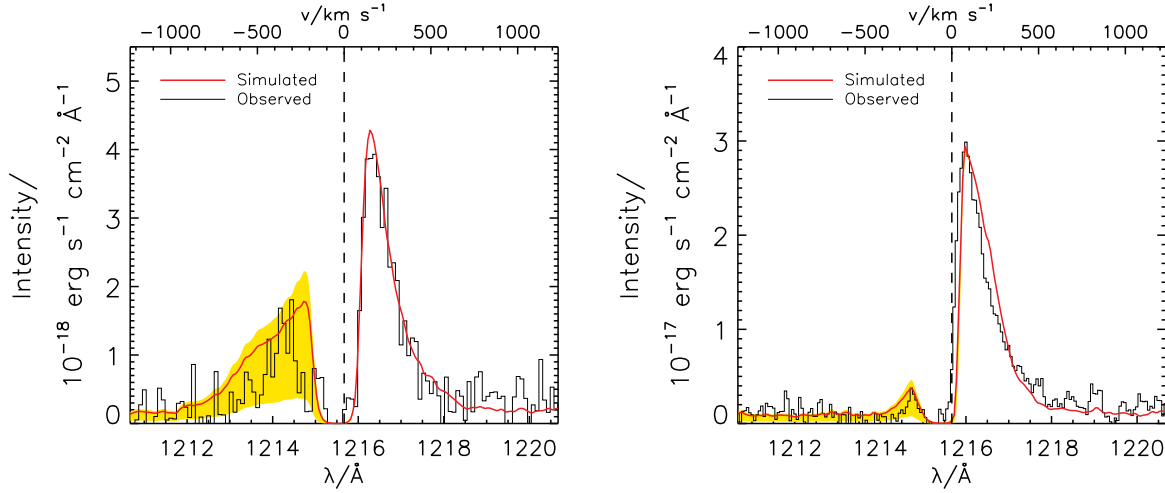 v/km s⁻¹
−1000 −500 0 500 1000
5
4
3
2
1
0
Intensity/
10⁻¹⁸ erg s⁻¹ cm⁻² Å⁻¹
Simulated
Observed
1212 1214 1216 1218 1220
λ/Å
v/km s⁻¹
−1000 −500 0 500 1000
4
3
2
1
0
Intensity/
10⁻¹⁷ erg s⁻¹ cm⁻² Å⁻¹
Simulated
Observed
1212 1214 1216 1218 1220
λ/Å